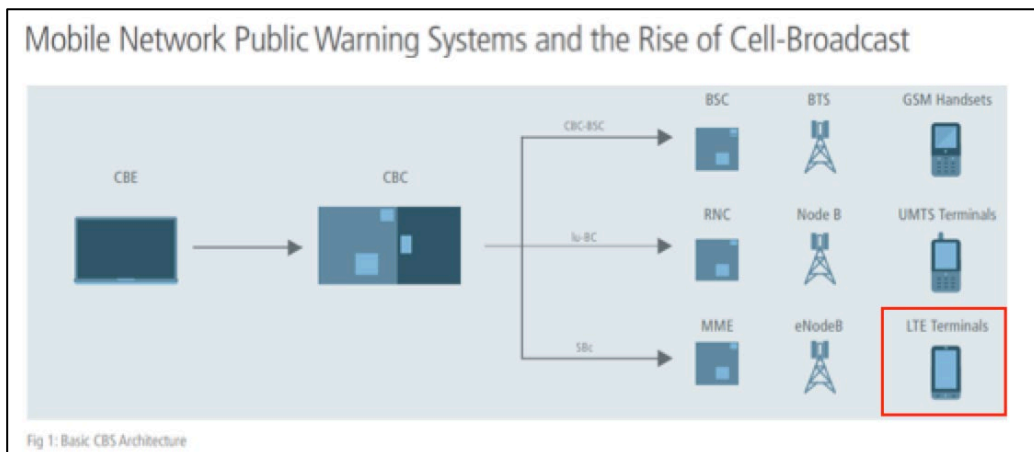 Mobile Network Public Warning Systems and the Rise of Cell-Broadcast
BSC BTS GSM Handsets
CBC-BSC
CBE CBC
RNC Node B UMTS Terminals
Iu-BC
MME eNodeB LTE Terminals
SBc
Fig 1: Basic CBS Architecture